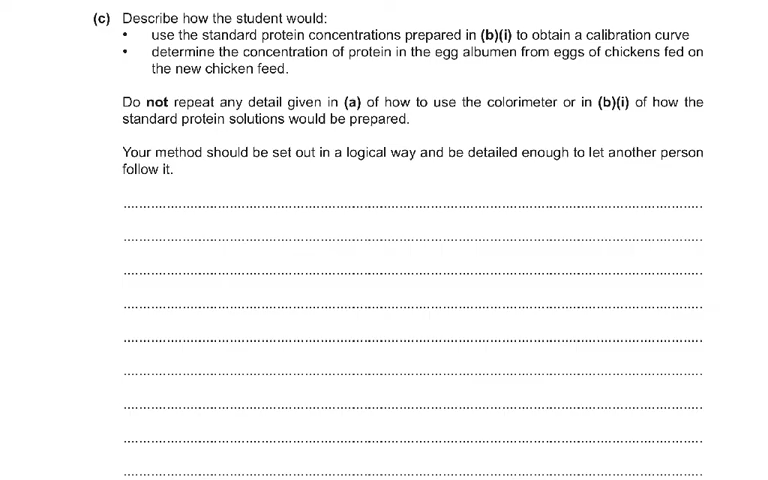 (c) Describe how the student would:
• use the standard protein concentrations prepared in (b)(i) to obtain a calibration curve
• determine the concentration of protein in the egg albumen from eggs of chickens fed on
the new chicken feed.
Do not repeat any detail given in (a) of how to use the colorimeter or in (b)(i) of how the
standard protein solutions would be prepared.
Your method should be set out in a logical way and be detailed enough to let another person
follow it.